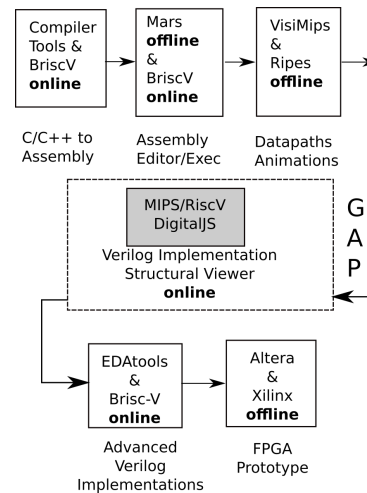 Compiler
Tools &
BriscV
online
C/C++ to
Assembly
Mars
offline
&
BriscV
online
Assembly
Editor/Exec
VisiMips
&
Ripes
offline
Datapaths
Animations
MIPS/RiscV
DigitalJS
Verilog Implementation
Structural Viewer
online
G
A
P
EDAtools
&
Brisc-V
online
Advanced
Verilog
Implementations
Altera
&
Xilinx
offline
FPGA
Prototype